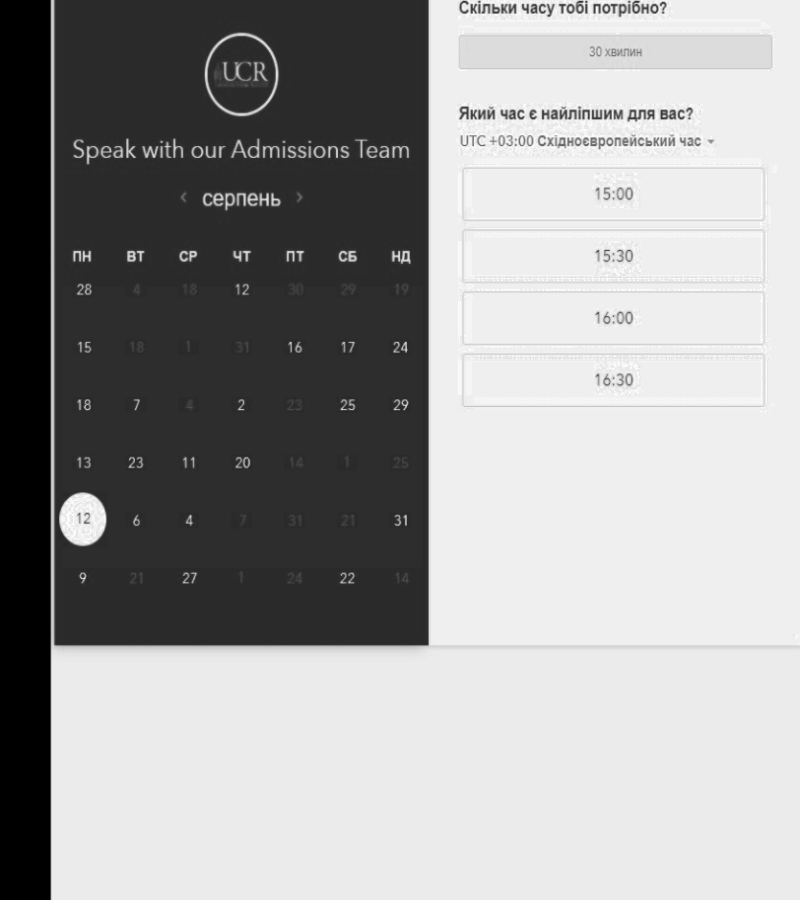 UCR
Speak with our Admissions Team
‹ серпень ›
ПН ВТ СР ЧТ ПТ СБ НД
28 4 18 12 30 29 19
15 18 1 31 16 17 24
18 7 4 2 23 25 29
13 23 11 20 14 1 25
12 6 4 7 31 21 31
9 21 27 1 24 22 14
Скільки часу тобі потрібно?
30 хвилин
Який час є найліпшим для вас?
UTC +03:00 Східноєвропейський час
15:00
15:30
16:00
16:30